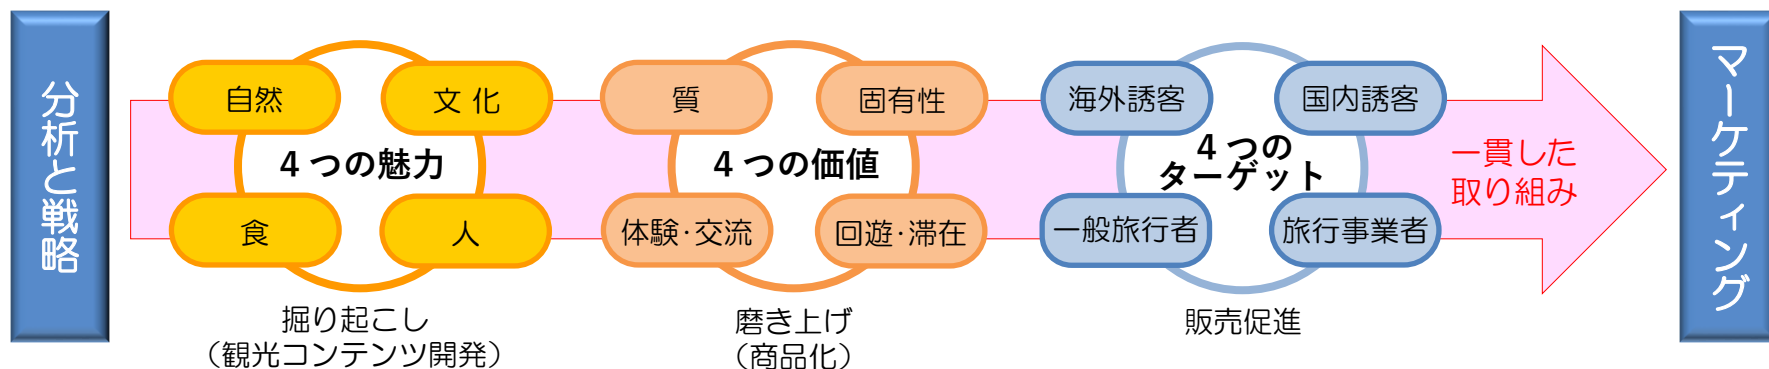 分析と戦略
自然
文 化
4つの魅力
食
人
掘り起こし
（観光コンテンツ開発）
質
固有性
4つの価値
体験･交流
回遊･滞在
磨き上げ
（商品化）
海外誘客
国内誘客
4つの
ターゲット
一般旅行者
旅行事業者
販売促進
一貫した
取り組み
マーケティング